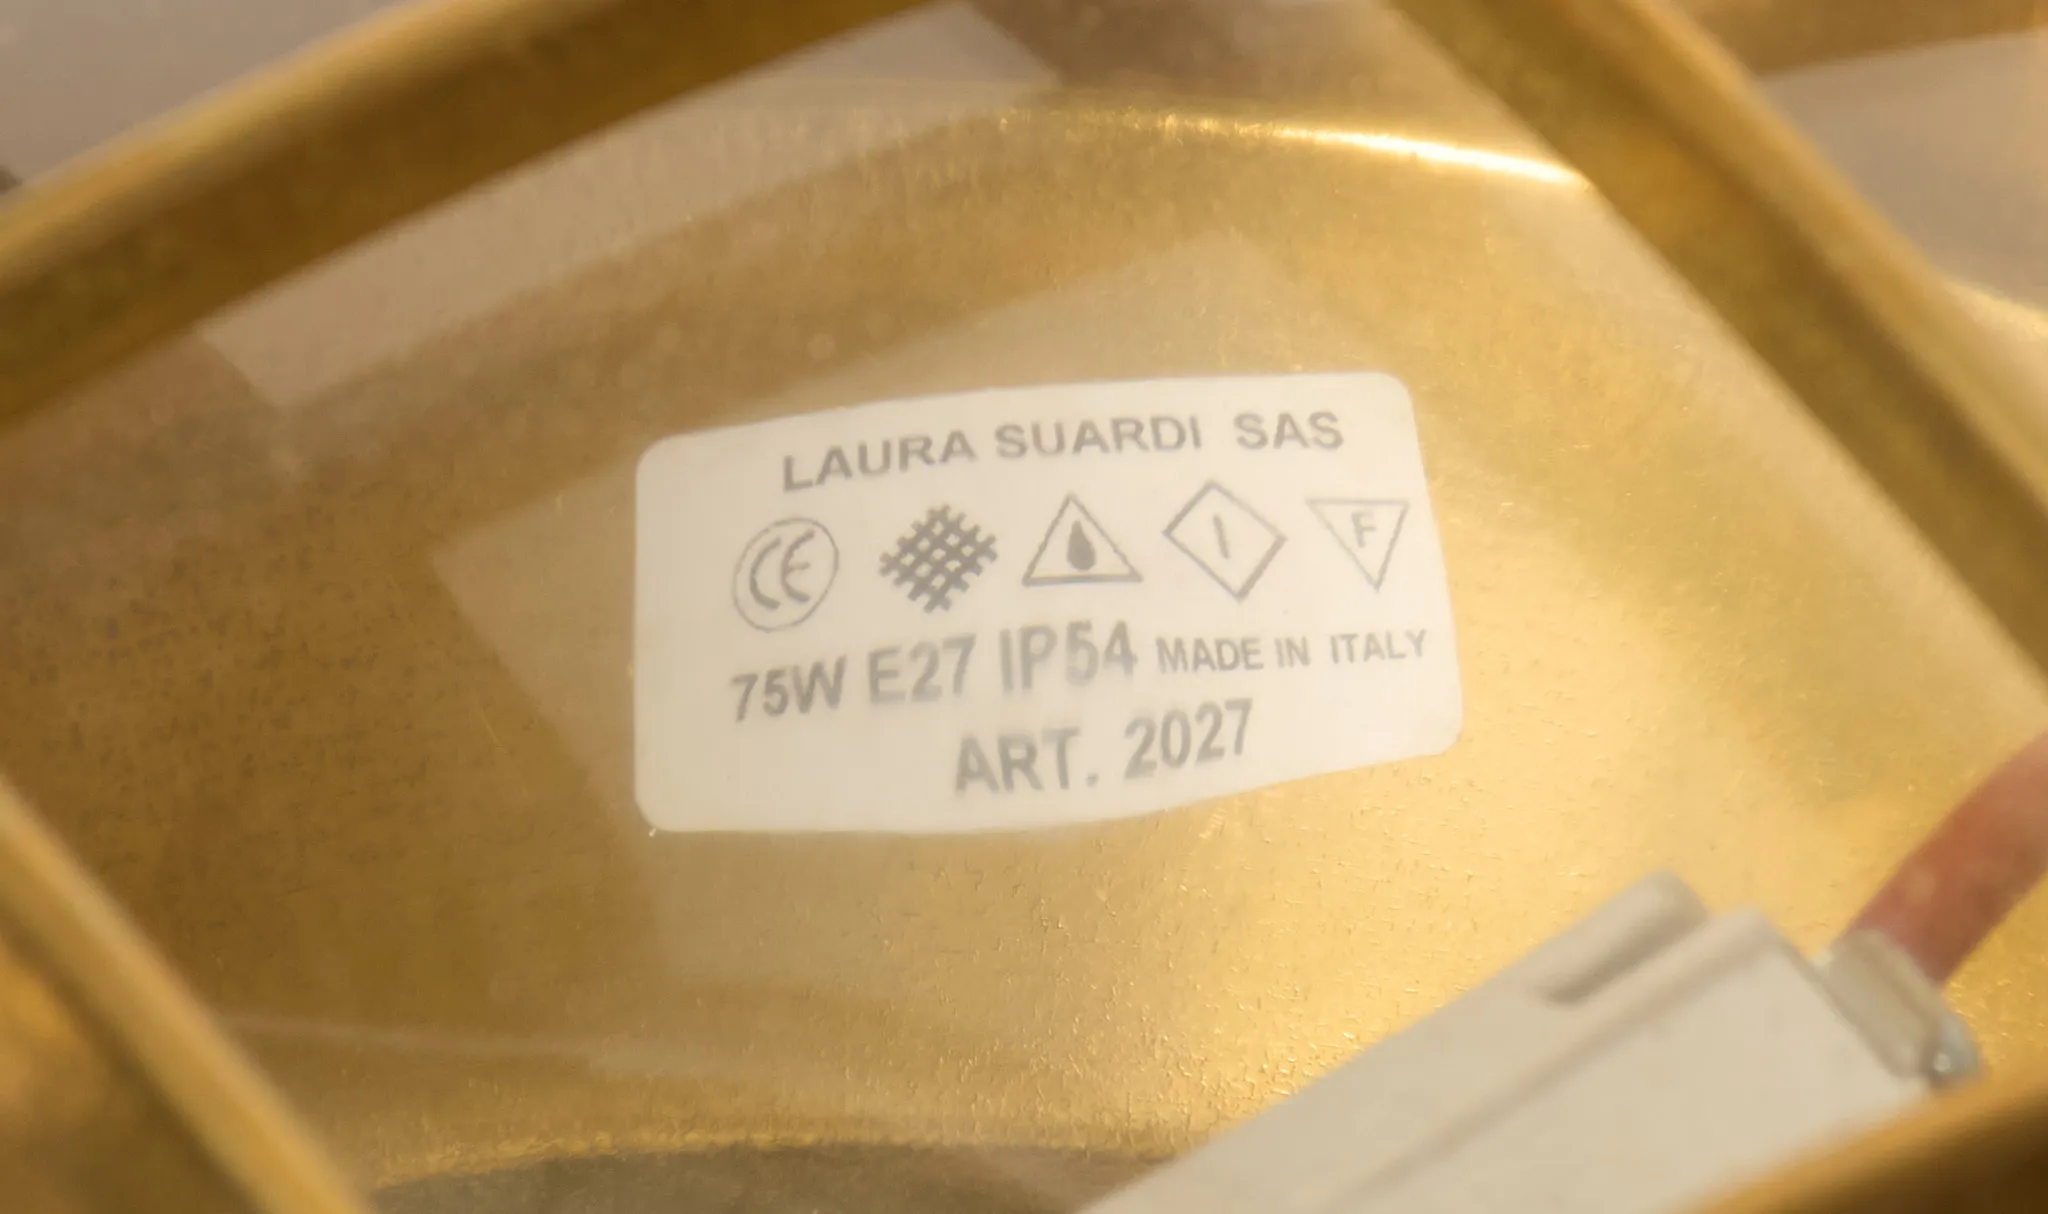 LAURA SUARDI SAS
CE I F
75W E27 IP54 MADE IN ITALY
ART. 2027